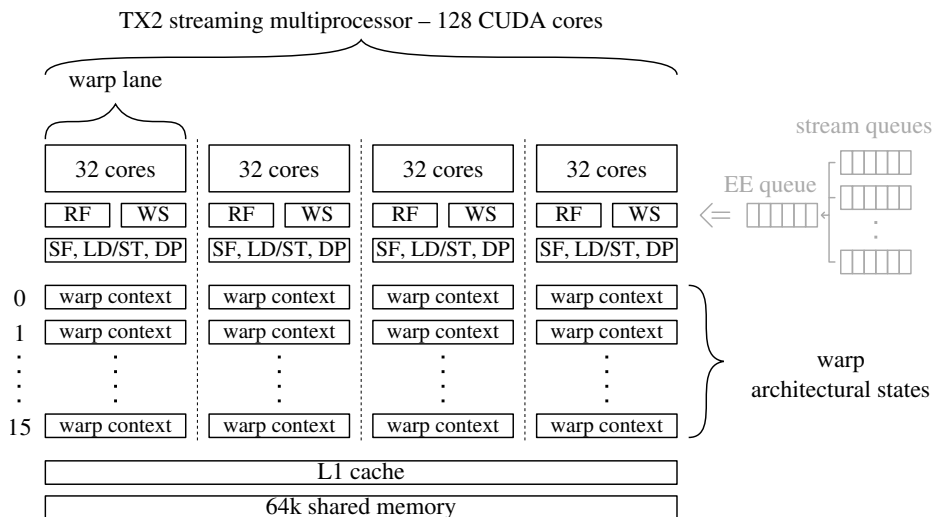 TX2 streaming multiprocessor – 128 CUDA cores
warp lane
stream queues
32 cores 32 cores 32 cores 32 cores
EE queue
RF WS RF WS RF WS RF WS
SF, LD/ST, DP SF, LD/ST, DP SF, LD/ST, DP SF, LD/ST, DP
0 warp context warp context warp context warp context
1 warp context warp context warp context warp context
warp
architectural states
15 warp context warp context warp context warp context
L1 cache
64k shared memory